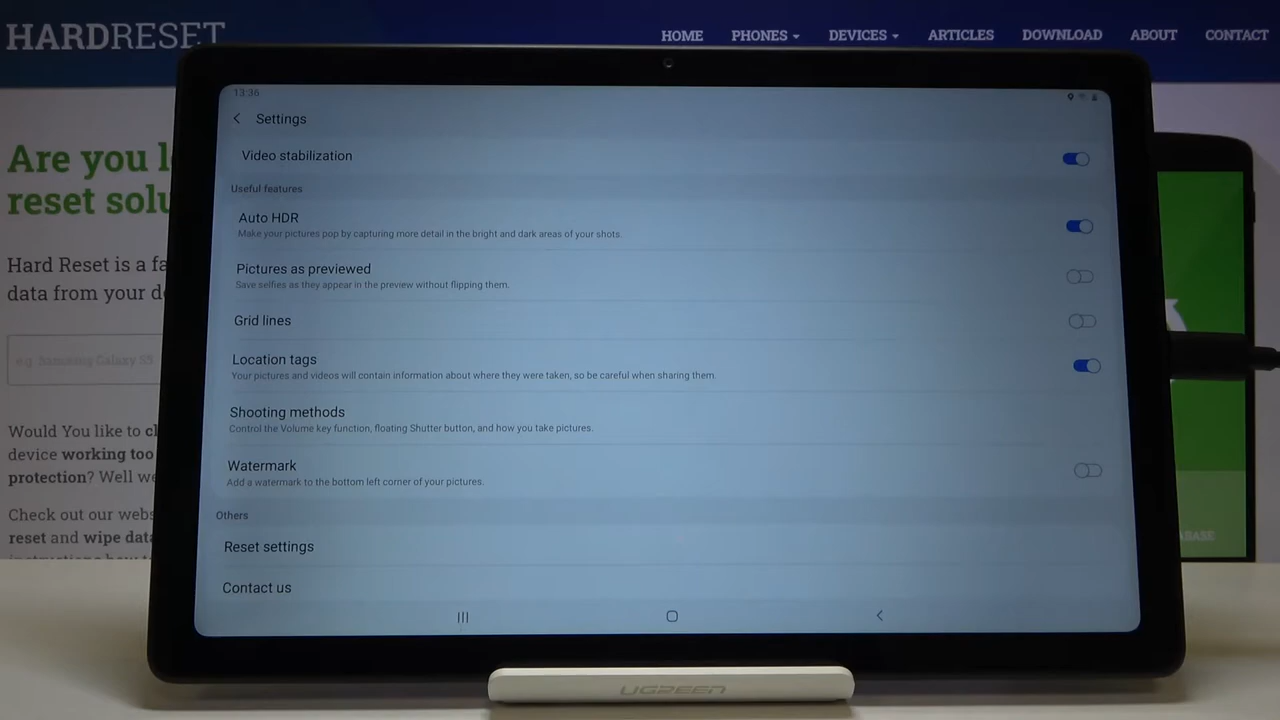 HARDRESET
HOME PHONES DEVICES ARTICLES DOWNLOAD ABOUT CONTACT
13:36
Settings
Video stabilization
Useful features
Auto HDR
Make your pictures pop by capturing more detail in the bright and dark areas of your shots.
Pictures as previewed
Save selfies as they appear in the preview without flipping them.
Grid lines
Location tags
Your pictures and videos will contain information about where they were taken, so be careful when sharing them.
Shooting methods
Control the Volume key function, floating Shutter button, and how you take pictures.
Watermark
Add a watermark to the bottom left corner of your pictures.
Others
Reset settings
Contact us
Are you
reset
Hard Reset is a
data from your
eg. Samsung Galaxy S5
Would You like to
device working too
protection? Well
Check out our
reset and wipe
UGREEN